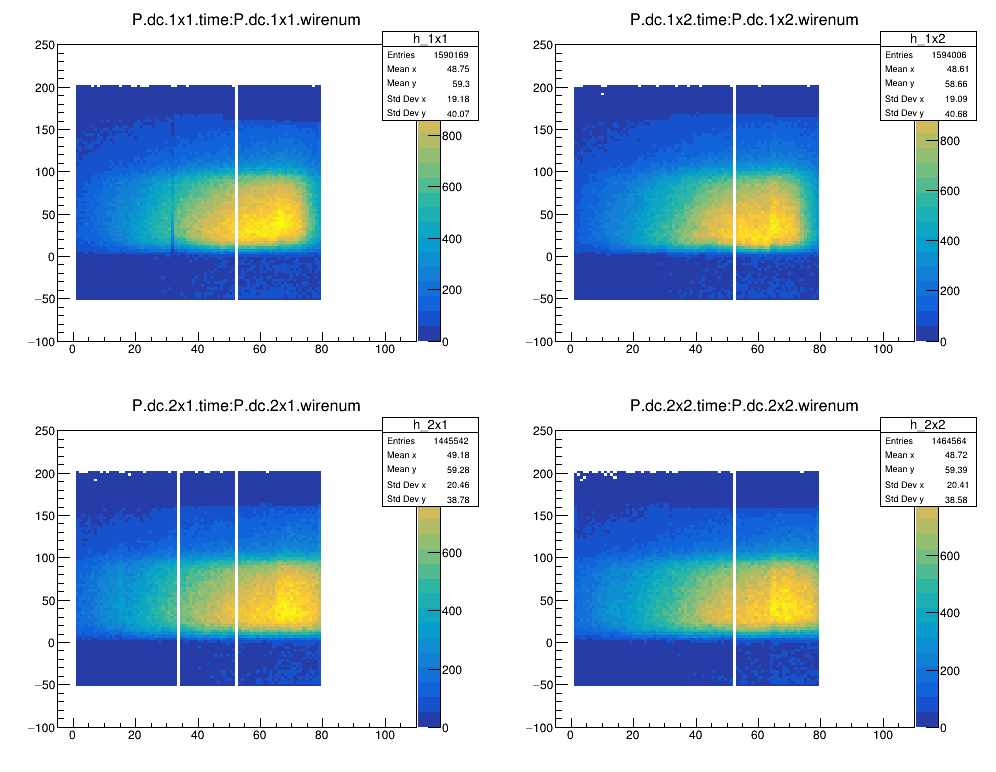 P.dc.1x1.time:P.dc.1x1.wirenum
h_1x1
Entries 1590169
Mean x 48.75
Mean y 59.3
Std Dev x 19.18
Std Dev y 40.07
250
200
150
100
50
0
−50
−100
0 20 40 60 80 100
800
600
400
200
0
P.dc.1x2.time:P.dc.1x2.wirenum
h_1x2
Entries 1594006
Mean x 48.61
Mean y 58.66
Std Dev x 19.09
Std Dev y 40.68
250
200
150
100
50
0
−50
−100
0 20 40 60 80 100
800
600
400
200
0
P.dc.2x1.time:P.dc.2x1.wirenum
h_2x1
Entries 1445542
Mean x 49.18
Mean y 59.28
Std Dev x 20.46
Std Dev y 38.78
250
200
150
100
50
0
−50
−100
0 20 40 60 80 100
600
400
200
0
P.dc.2x2.time:P.dc.2x2.wirenum
h_2x2
Entries 1464564
Mean x 48.72
Mean y 59.39
Std Dev x 20.41
Std Dev y 38.58
250
200
150
100
50
0
−50
−100
0 20 40 60 80 100
600
400
200
0